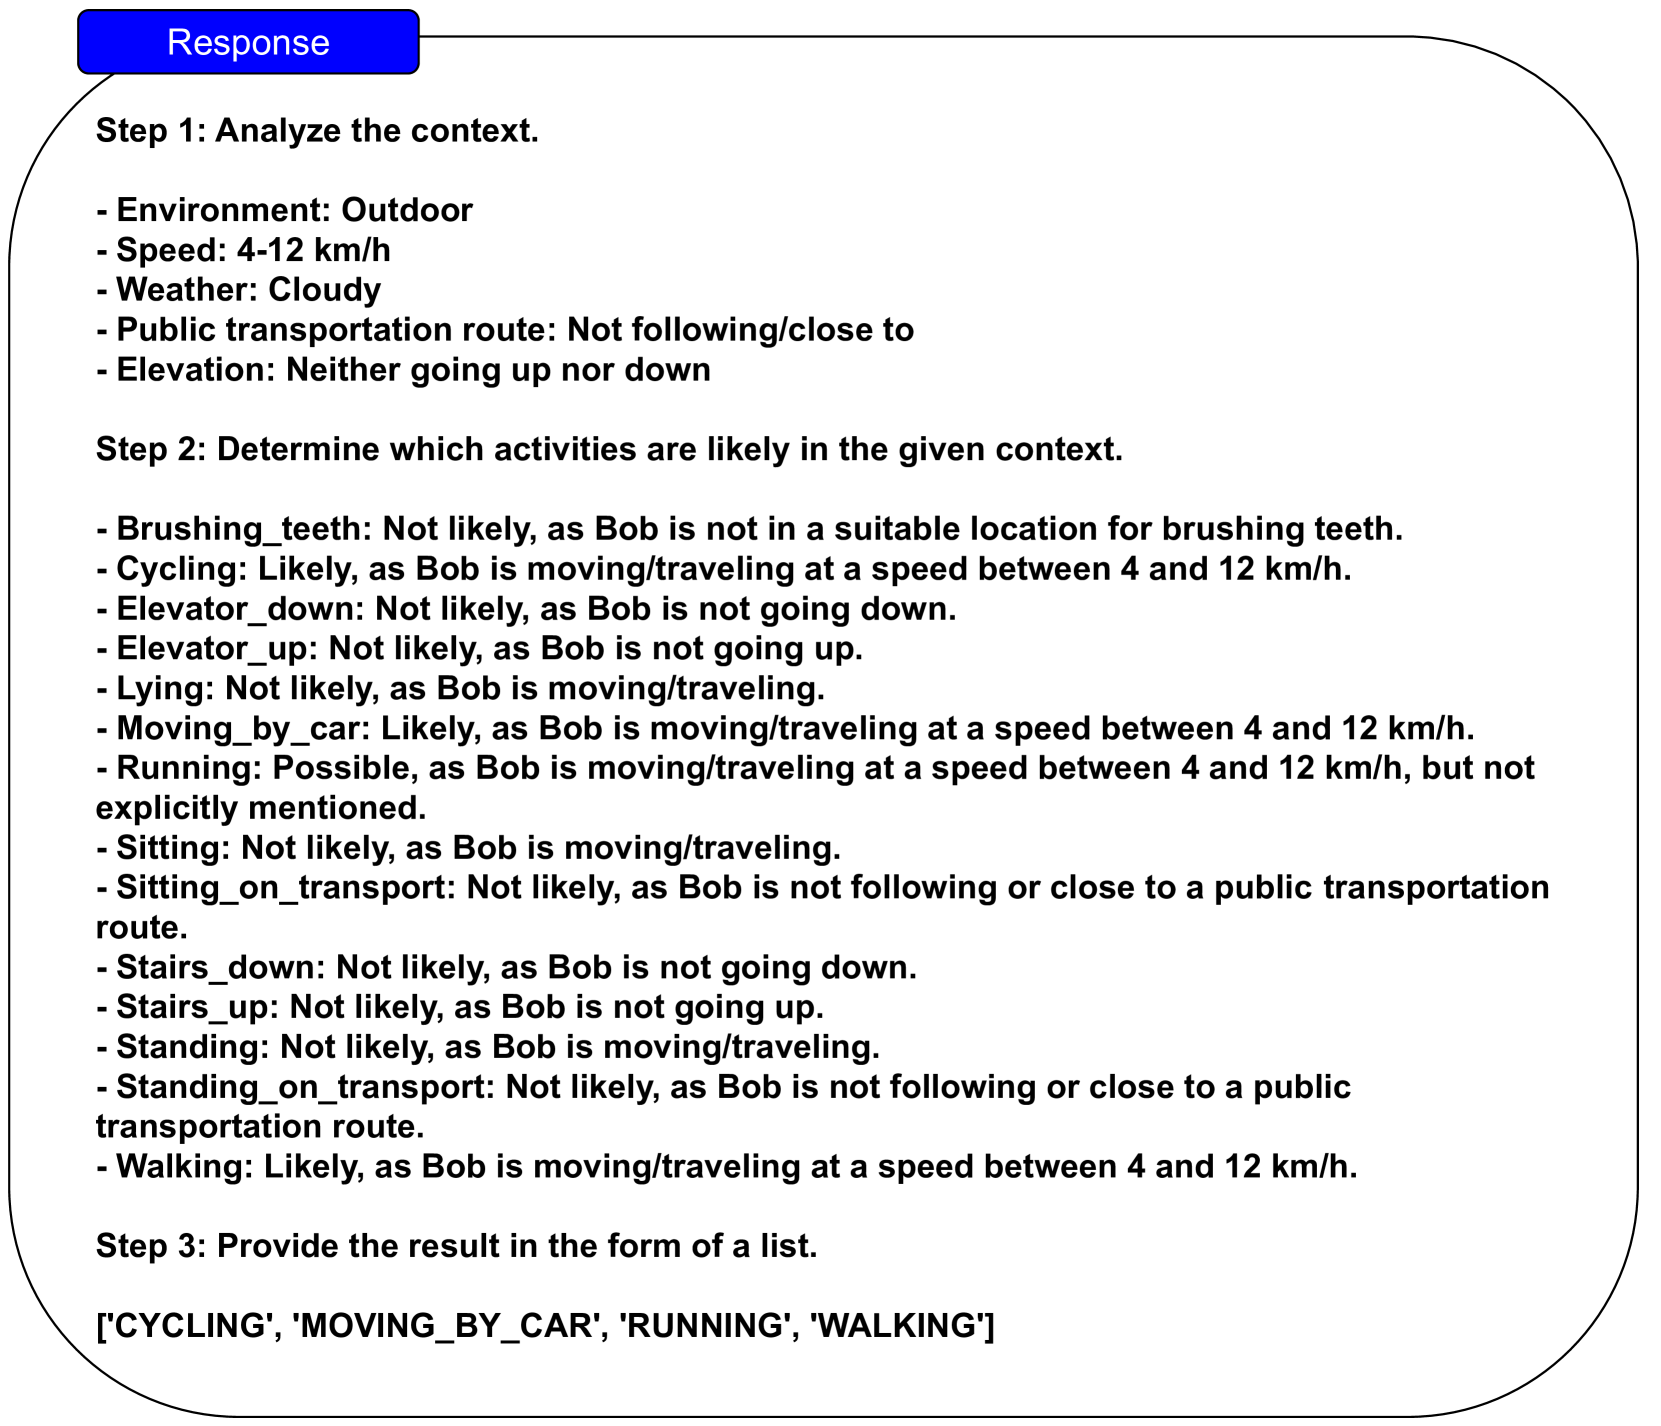 Response
Step 1: Analyze the context.
- Environment: Outdoor
- Speed: 4-12 km/h
- Weather: Cloudy
- Public transportation route: Not following/close to
- Elevation: Neither going up nor down
Step 2: Determine which activities are likely in the given context.
- Brushing_teeth: Not likely, as Bob is not in a suitable location for brushing teeth.
- Cycling: Likely, as Bob is moving/traveling at a speed between 4 and 12 km/h.
- Elevator_down: Not likely, as Bob is not going down.
- Elevator_up: Not likely, as Bob is not going up.
- Lying: Not likely, as Bob is moving/traveling.
- Moving_by_car: Likely, as Bob is moving/traveling at a speed between 4 and 12 km/h.
- Running: Possible, as Bob is moving/traveling at a speed between 4 and 12 km/h, but not
explicitly mentioned.
- Sitting: Not likely, as Bob is moving/traveling.
- Sitting_on_transport: Not likely, as Bob is not following or close to a public transportation
route.
- Stairs_down: Not likely, as Bob is not going down.
- Stairs_up: Not likely, as Bob is not going up.
- Standing: Not likely, as Bob is moving/traveling.
- Standing_on_transport: Not likely, as Bob is not following or close to a public
transportation route.
- Walking: Likely, as Bob is moving/traveling at a speed between 4 and 12 km/h.
Step 3: Provide the result in the form of a list.
['CYCLING', 'MOVING_BY_CAR', 'RUNNING', 'WALKING']